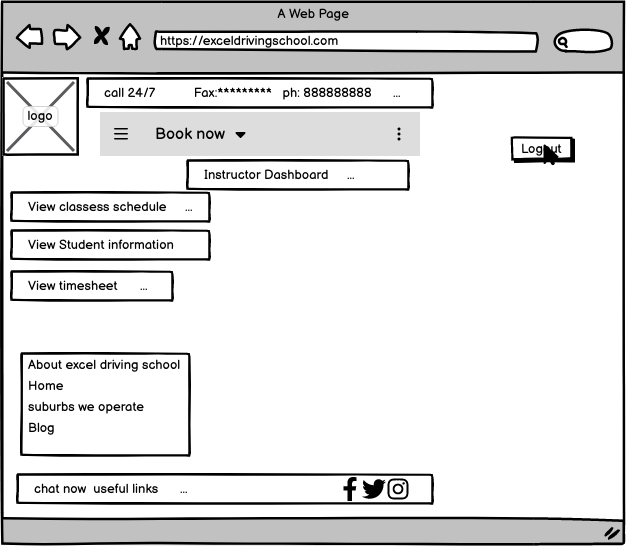 A Web Page
https://exceldrivingschool.com
logo
call 24/7 Fax:********* ph: 888888888 ...
Book now
Logout
Instructor Dashboard ...
View classess schedule ...
View Student information
View timesheet ...
About excel driving school
Home
suburbs we operate
Blog
chat now useful links ...